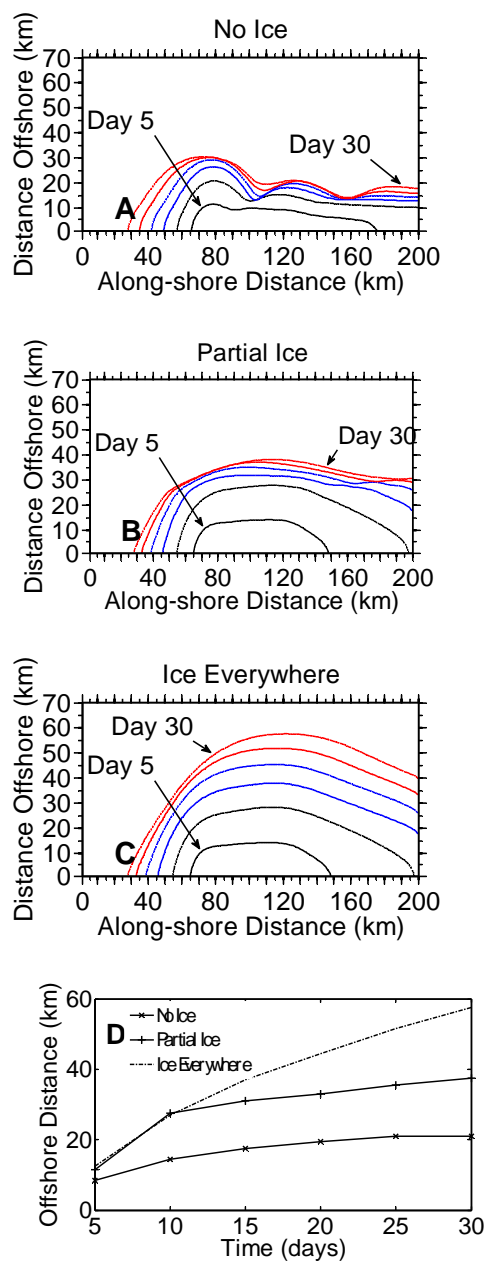 No Ice
70
60
50
40
30
20
10
0
Distance Offshore (km)
Day 5
Day 30
A
0 40 80 120 160 200
Along-shore Distance (km)
Partial Ice
70
60
50
40
30
20
10
0
Distance Offshore (km)
Day 5
Day 30
B
0 40 80 120 160 200
Along-shore Distance (km)
Ice Everywhere
70
60
50
40
30
20
10
0
Distance Offshore (km)
Day 30
Day 5
C
0 40 80 120 160 200
Along-shore Distance (km)
60
40
20
0
Offshore Distance (km)
D
No Ice
Partial Ice
Ice Everywhere
5 10 15 20 25 30
Time (days)